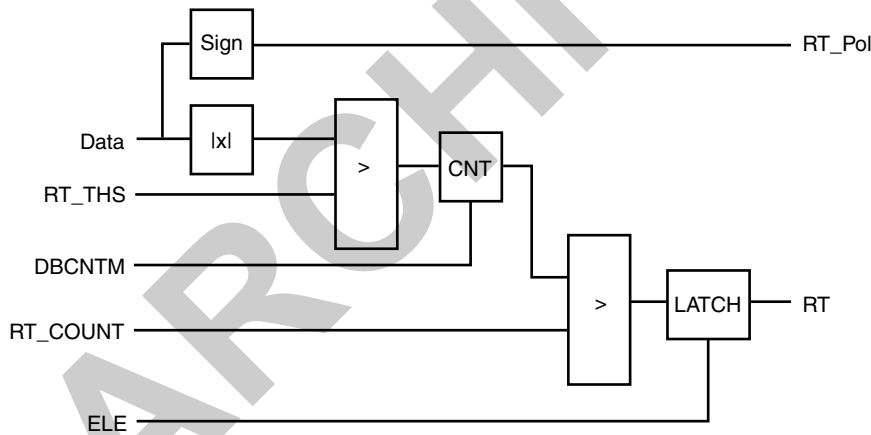 Sign
RT_Pol
Data
|x|
>
CNT
RT_THS
DBCNTM
>
LATCH
RT
RT_COUNT
ELE
ARCHI